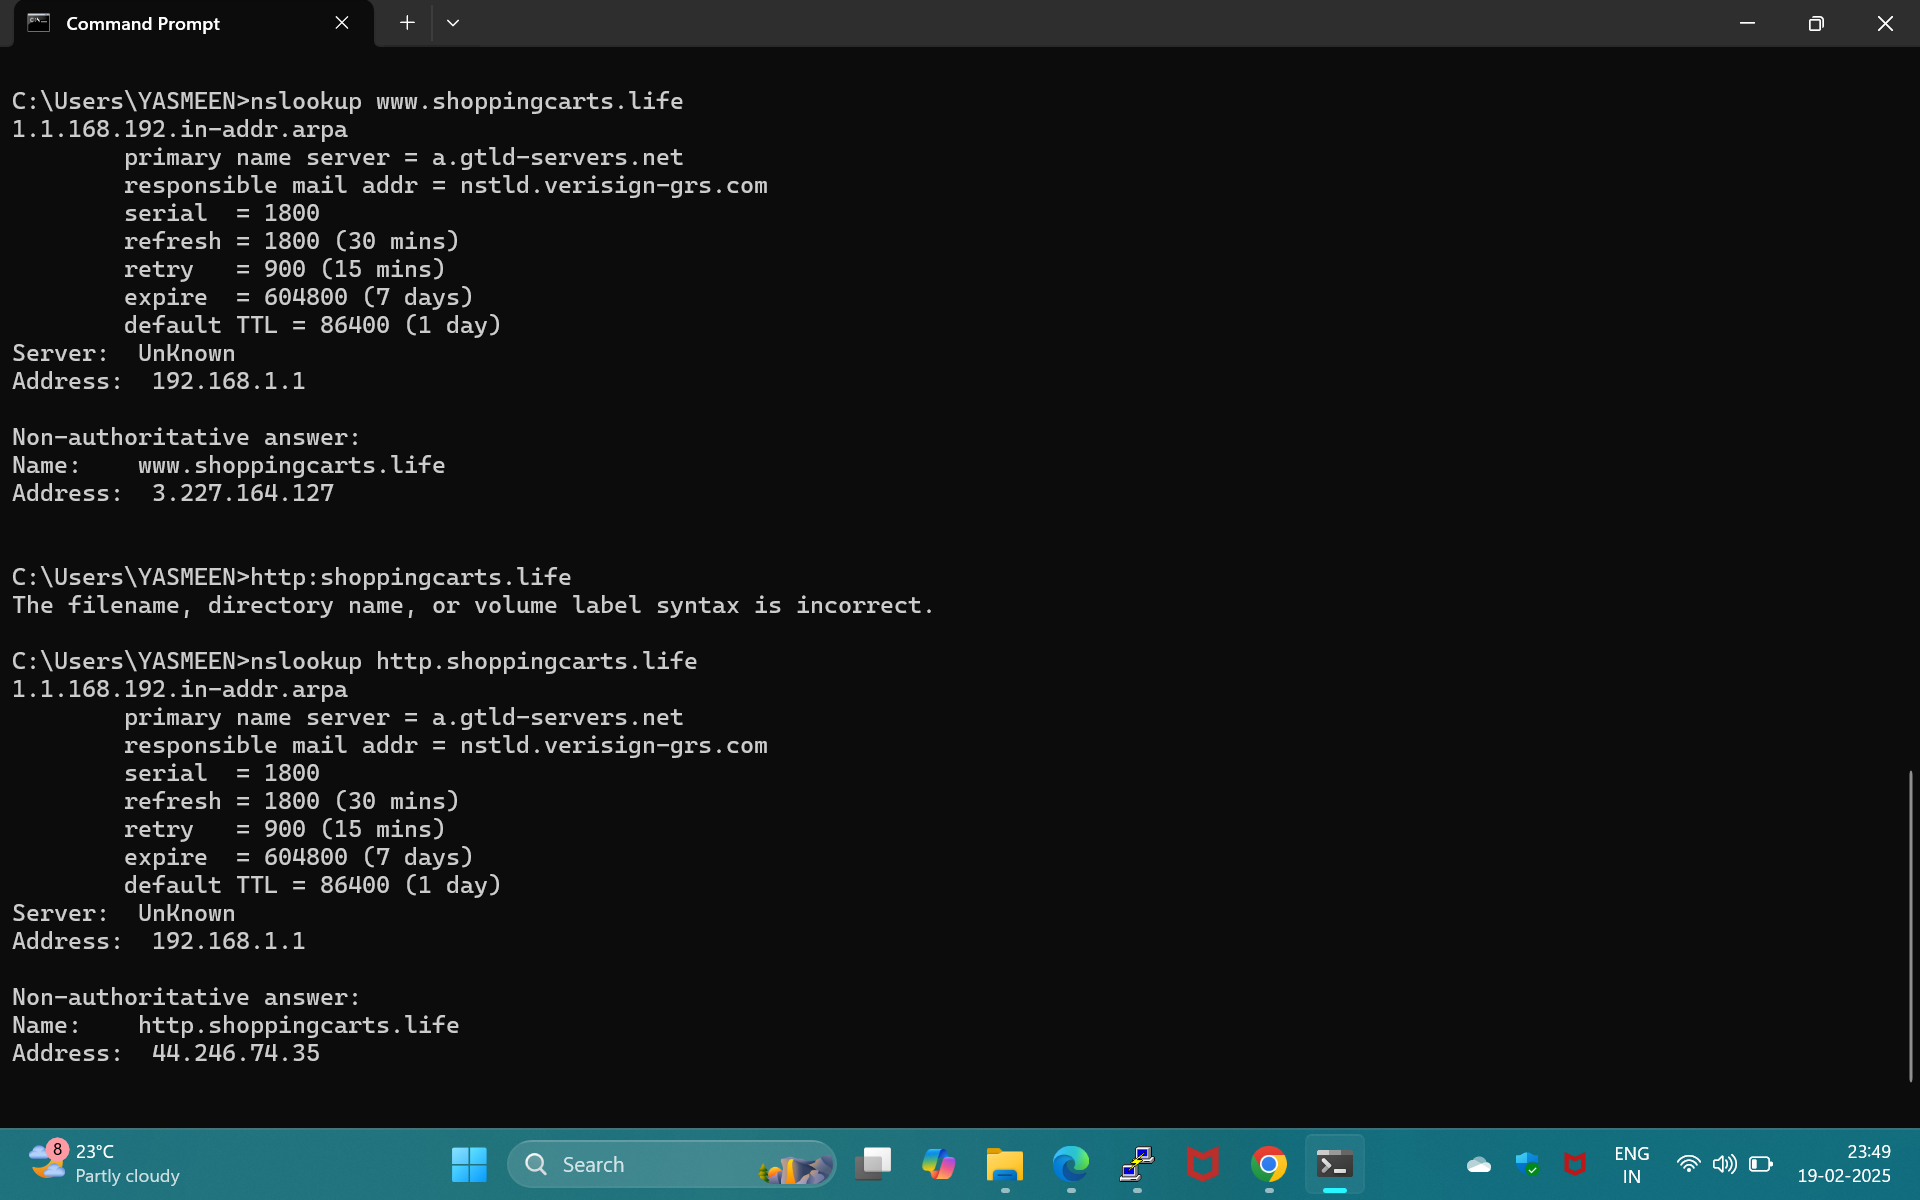 Command Prompt
C:\Users\YASMEEN>nslookup www.shoppingcarts.life
1.1.168.192.in-addr.arpa
primary name server = a.gtld-servers.net
responsible mail addr = nstld.verisign-grs.com
serial  = 1800
refresh = 1800 (30 mins)
retry   = 900 (15 mins)
expire  = 604800 (7 days)
default TTL = 86400 (1 day)
Server:  UnKnown
Address:  192.168.1.1
Non-authoritative answer:
Name:    www.shoppingcarts.life
Address:  3.227.164.127
C:\Users\YASMEEN>http:shoppingcarts.life
The filename, directory name, or volume label syntax is incorrect.
C:\Users\YASMEEN>nslookup http.shoppingcarts.life
1.1.168.192.in-addr.arpa
primary name server = a.gtld-servers.net
responsible mail addr = nstld.verisign-grs.com
serial  = 1800
refresh = 1800 (30 mins)
retry   = 900 (15 mins)
expire  = 604800 (7 days)
default TTL = 86400 (1 day)
Server:  UnKnown
Address:  192.168.1.1
Non-authoritative answer:
Name:    http.shoppingcarts.life
Address:  44.246.74.35
8
23°C
Partly cloudy
Search
ENG
IN
23:49
19-02-2025